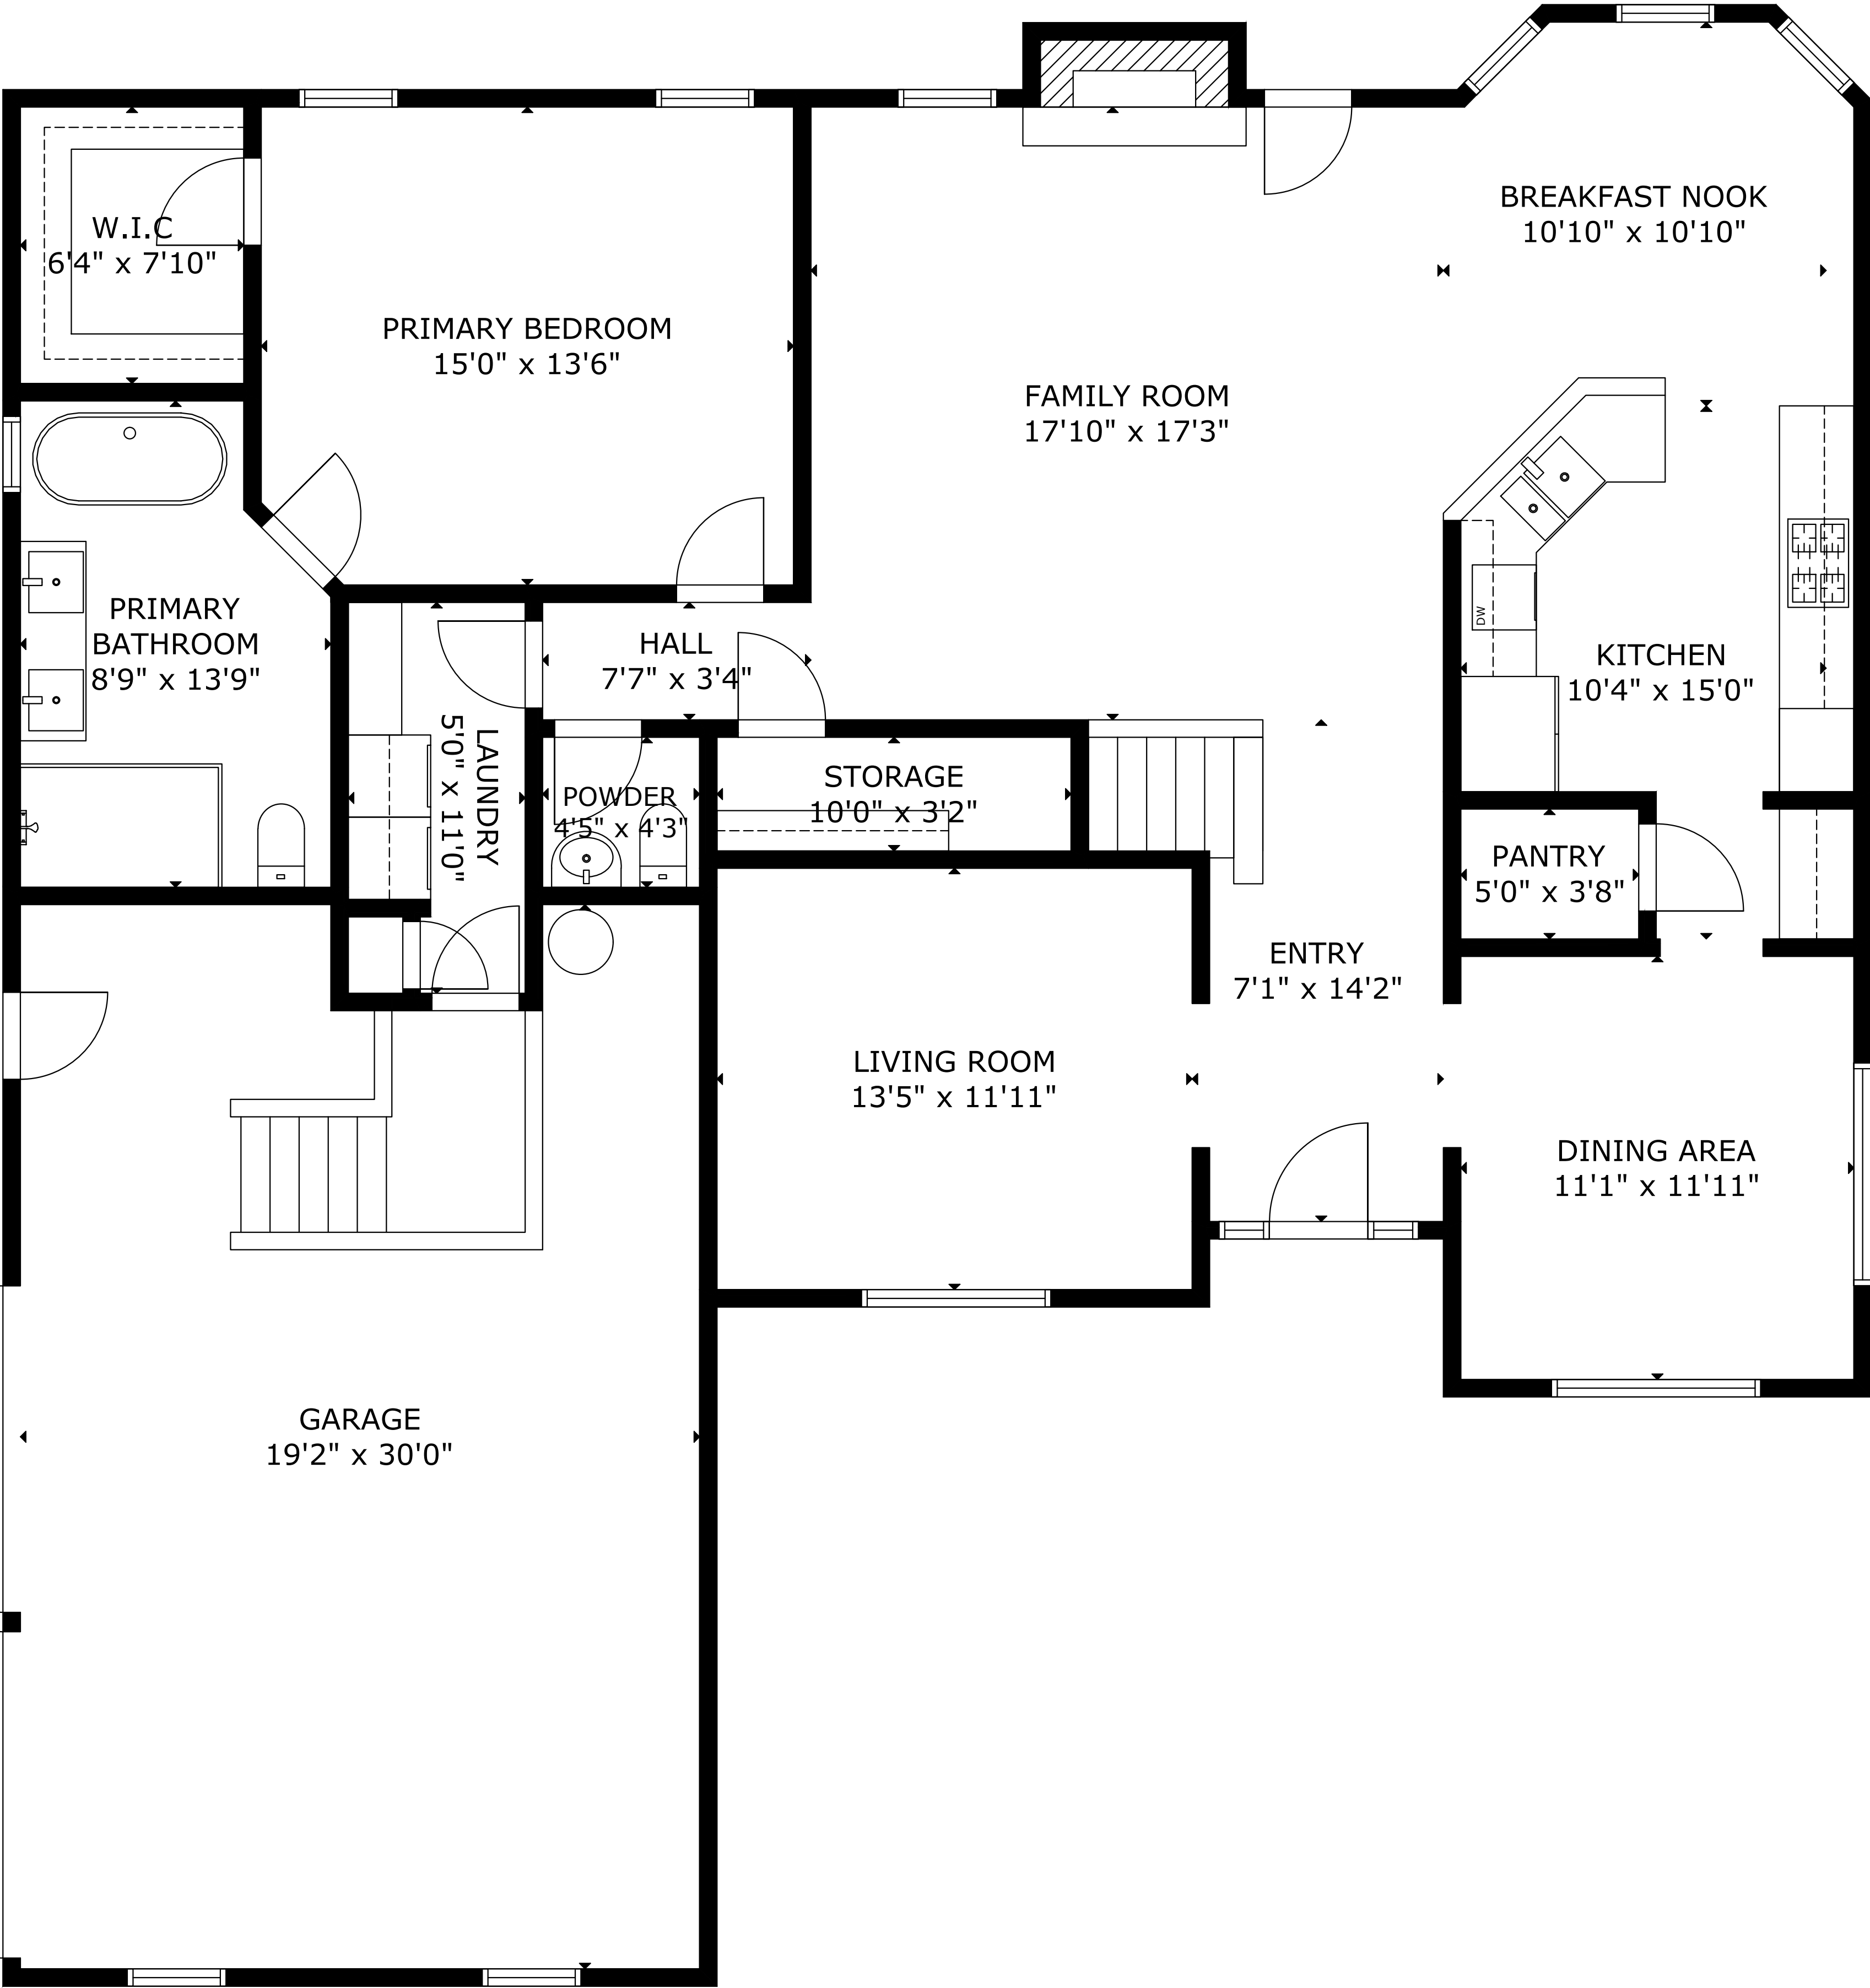 BREAKFAST NOOK
10'10" x 10'10"
W.I.C
6'4" x 7'10"
PRIMARY BEDROOM
15'0" x 13'6"
FAMILY ROOM
17'10" x 17'3"
PRIMARY
BATHROOM
8'9" x 13'9"
HALL
7'7" x 3'4"
DW
KITCHEN
10'4" x 15'0"
LAUNDRY
5'0" x 11'0"
POWDER
4'5" x 4'3"
STORAGE
10'0" x 3'2"
PANTRY
5'0" x 3'8"
ENTRY
7'1" x 14'2"
LIVING ROOM
13'5" x 11'11"
DINING AREA
11'1" x 11'11"
GARAGE
19'2" x 30'0"